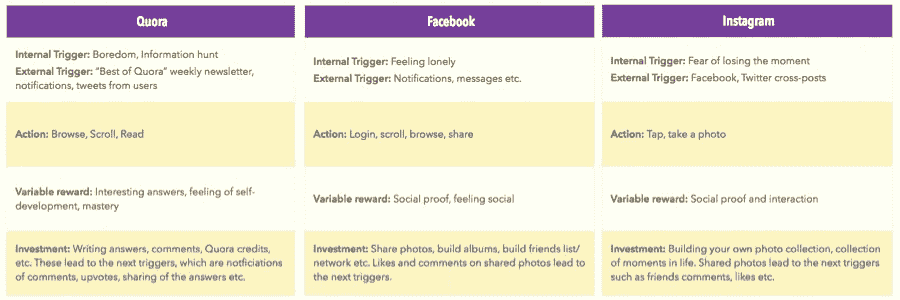 Quora
Internal Trigger: Boredom, Information hunt
External Trigger: "Best of Quora" weekly newsletter,
notifications, tweets from users
Action: Browse, Scroll, Read
Variable reward: Interesting answers, feeling of self-
development, mastery
Investment: Writing answers, comments, Quora credits,
etc. These lead to the next triggers, which are notficiations
of comments, upvotes, sharing of the answers etc.
Facebook
Internal Trigger: Feeling lonely
External Trigger: Notifications, messages etc.
Action: Login, scroll, browse, share
Variable reward: Social proof, feeling social
Investment: Share photos, build albums, build friends list/
network etc. Likes and comments on shared photos lead to
the next triggers.
Instagram
Internal Trigger: Fear of losing the moment
External Trigger: Facebook, Twitter cross-posts
Action: Tap, take a photo
Variable reward: Social proof and interaction
Investment: Building your own photo collection, collection
of moments in life. Shared photos lead to the next triggers
such as friends comments, likes etc.